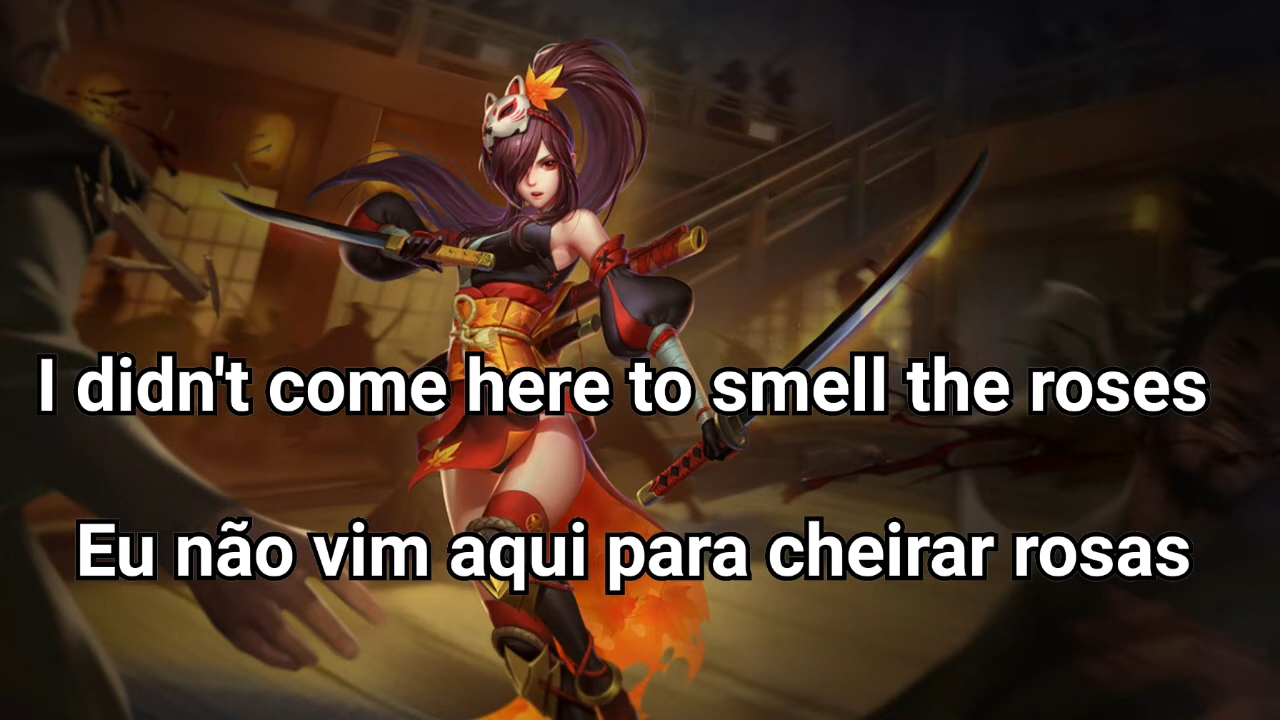 I didn't come here to smell the roses
Eu não vim aqui para cheirar rosas